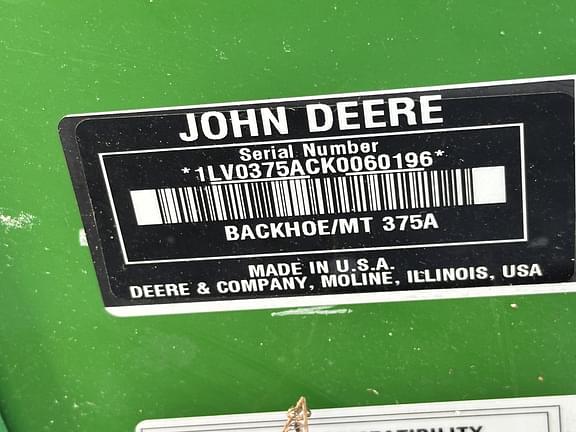 JOHN DEERE
Serial Number
*1LV0375ACK0060196*
BACKHOE/MT 375A
MADE IN U.S.A.
DEERE & COMPANY, MOLINE, ILLINOIS, USA